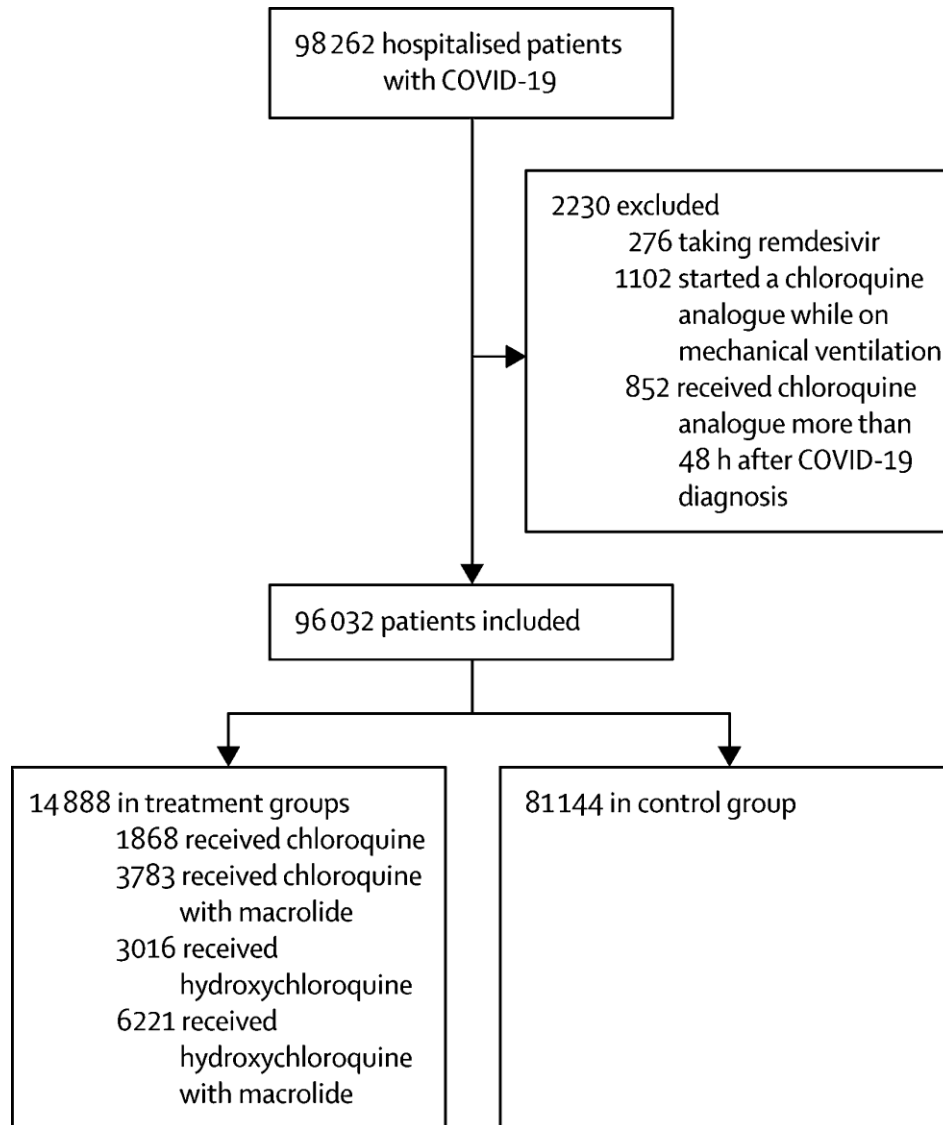 98 262 hospitalised patients
with COVID-19
2230 excluded
276 taking remdesivir
1102 started a chloroquine
analogue while on
mechanical ventilation
852 received chloroquine
analogue more than
48 h after COVID-19
diagnosis
96 032 patients included
14 888 in treatment groups
1868 received chloroquine
3783 received chloroquine
with macrolide
3016 received
hydroxychloroquine
6221 received
hydroxychloroquine
with macrolide
81 144 in control group